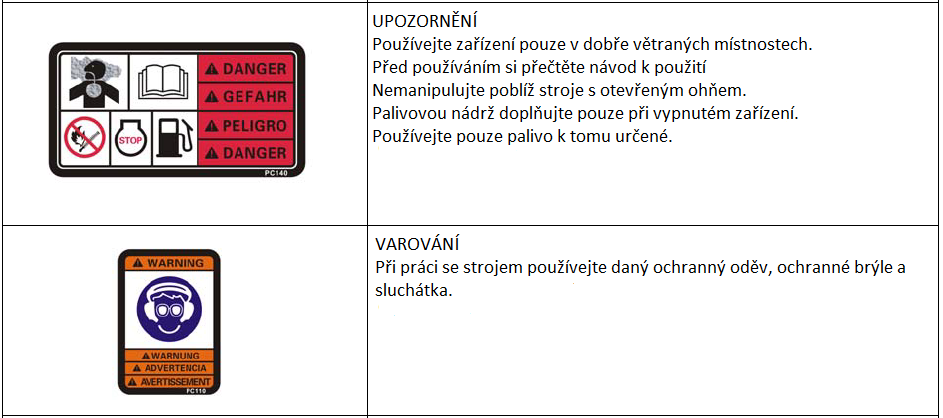 DANGER
GEFAHR
PELIGRO
STOP
DANGER
PC140
UPOZORNĚNÍ
Používejte zařízení pouze v dobře větraných místnostech.
Před používáním si přečtěte návod k použití
Nemanipulujte poblíž stroje s otevřeným ohňem.
Palivovou nádrž doplňujte pouze při vypnutém zařízení.
Používejte pouze palivo k tomu určené.
WARNING
WARNUNG
ADVERTENCIA
AVERTISSEMENT
PC110
VAROVÁNÍ
Při práci se strojem používejte daný ochranný oděv, ochranné brýle a
sluchátka.